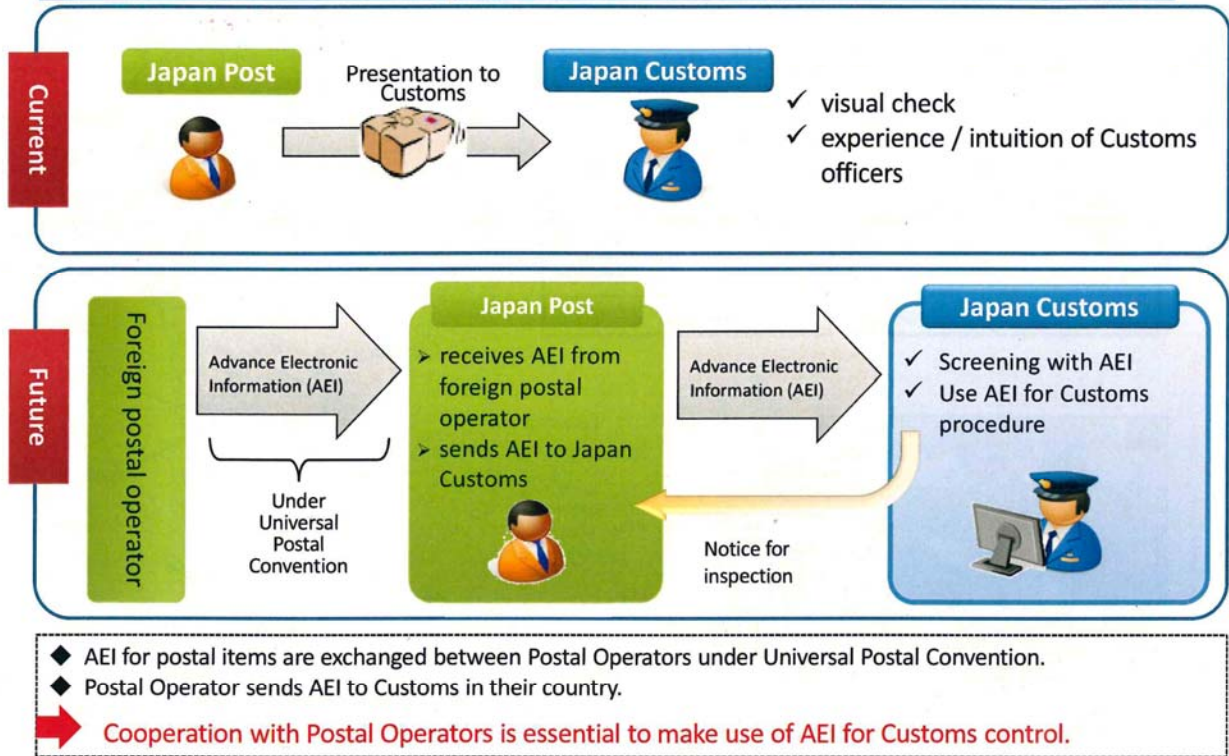 Current
Japan Post
Presentation to
Customs
Japan Customs
✓ visual check
✓ experience / intuition of Customs
officers
Future
Foreign postal operator
Advance Electronic
Information (AEI)
Under
Universal
Postal
Convention
Japan Post
➢ receives AEI from
foreign postal
operator
➢ sends AEI to Japan
Customs
Advance Electronic
Information (AEI)
Notice for
inspection
Japan Customs
✓ Screening with AEI
✓ Use AEI for Customs
procedure
◆ AEI for postal items are exchanged between Postal Operators under Universal Postal Convention.
◆ Postal Operator sends AEI to Customs in their country.
Cooperation with Postal Operators is essential to make use of AEI for Customs control.